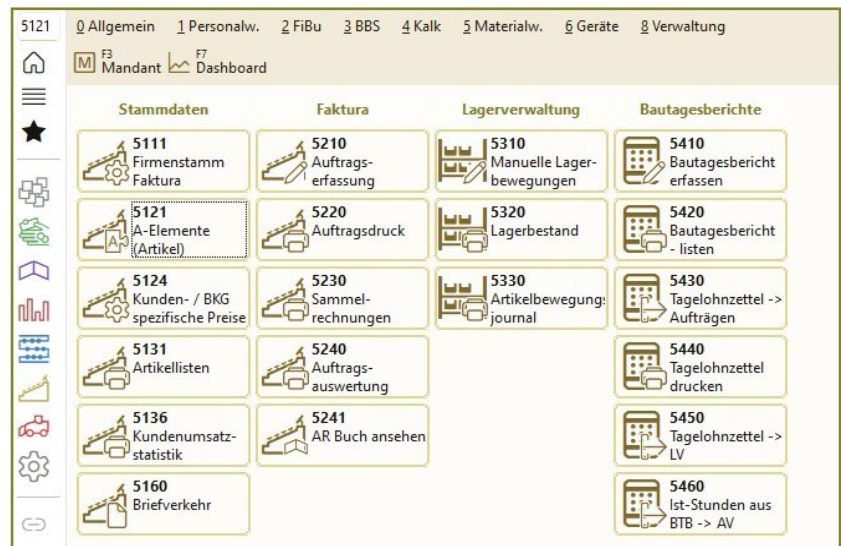 5121
0 Allgemein 1 Personalw. 2 FiBu 3 BBS 4 Kalk 5 Materialw. 6 Geräte 8 Verwaltung
M F3 Mandant F7 Dashboard
Stammdaten
5111
Firmenstamm
Faktura
5121
A-Elemente
(Artikel)
5124
Kunden- / BKG
spezifische Preise
5131
Artikellisten
5136
Kundenumsatz-
statistik
5160
Briefverkehr
Faktura
5210
Auftrags-
erfassung
5220
Auftragsdruck
5230
Sammel-
rechnungen
5240
Auftrags-
auswertung
5241
AR Buch ansehen
Lagerverwaltung
5310
Manuelle Lager-
bewegungen
5320
Lagerbestand
5330
Artikelbewegungs
journal
Bautagesberichte
5410
Bautagesbericht
erfassen
5420
Bautagesbericht
- listen
5430
Tagelohnzettel ->
Aufträgen
5440
Tagelohnzettel
drucken
5450
Tagelohnzettel ->
LV
5460
Ist-Stunden aus
BTB -> AV